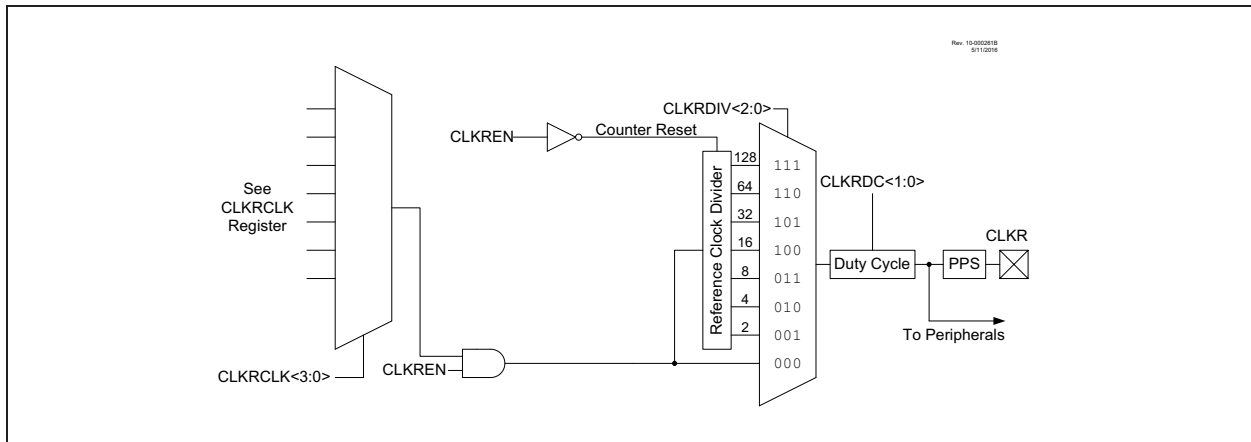 Rev. 10-000261B
5/11/2016
CLKRDIV<2:0>
CLKREN
Counter Reset
See
CLKRCLK
Register
Reference Clock Divider
128
64
32
16
8
4
2
111
110
101
100
011
010
001
000
CLKRDC<1:0>
Duty Cycle
PPS
CLKR
To Peripherals
CLKREN
CLKRCLK<3:0>